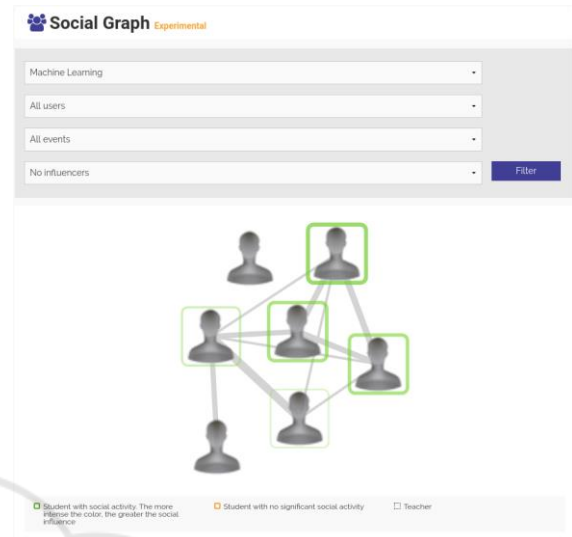 Social Graph Experimental
Machine Learning
All users
All events
No influencers
Filter
Student with social activity. The more
intense the color, the greater the social
influence
Student with no significant social activity
Teacher